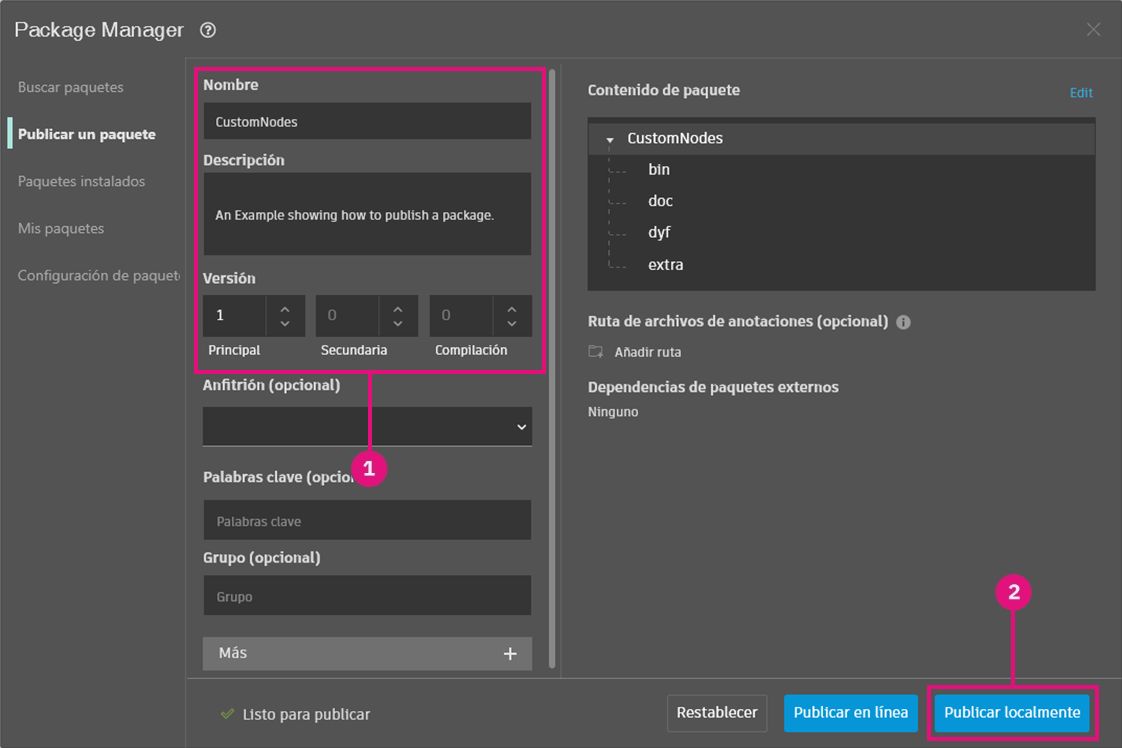 Package Manager
Buscar paquetes
Publicar un paquete
Paquetes instalados
Mis paquetes
Configuración de paquet
Nombre
CustomNodes
Descripción
An Example showing how to publish a package.
Versión
1 0 0
Principal Secundaria Compilación
Anfitrión (opcional)
1
Palabras clave (opcion
Palabras clave
Grupo (opcional)
Grupo
Más
Contenido de paquete
Edit
CustomNodes
bin
doc
dyf
extra
Ruta de archivos de anotaciones (opcional)
Añadir ruta
Dependencias de paquetes externos
Ninguno
2
Listo para publicar
Restablecer
Publicar en línea
Publicar localmente